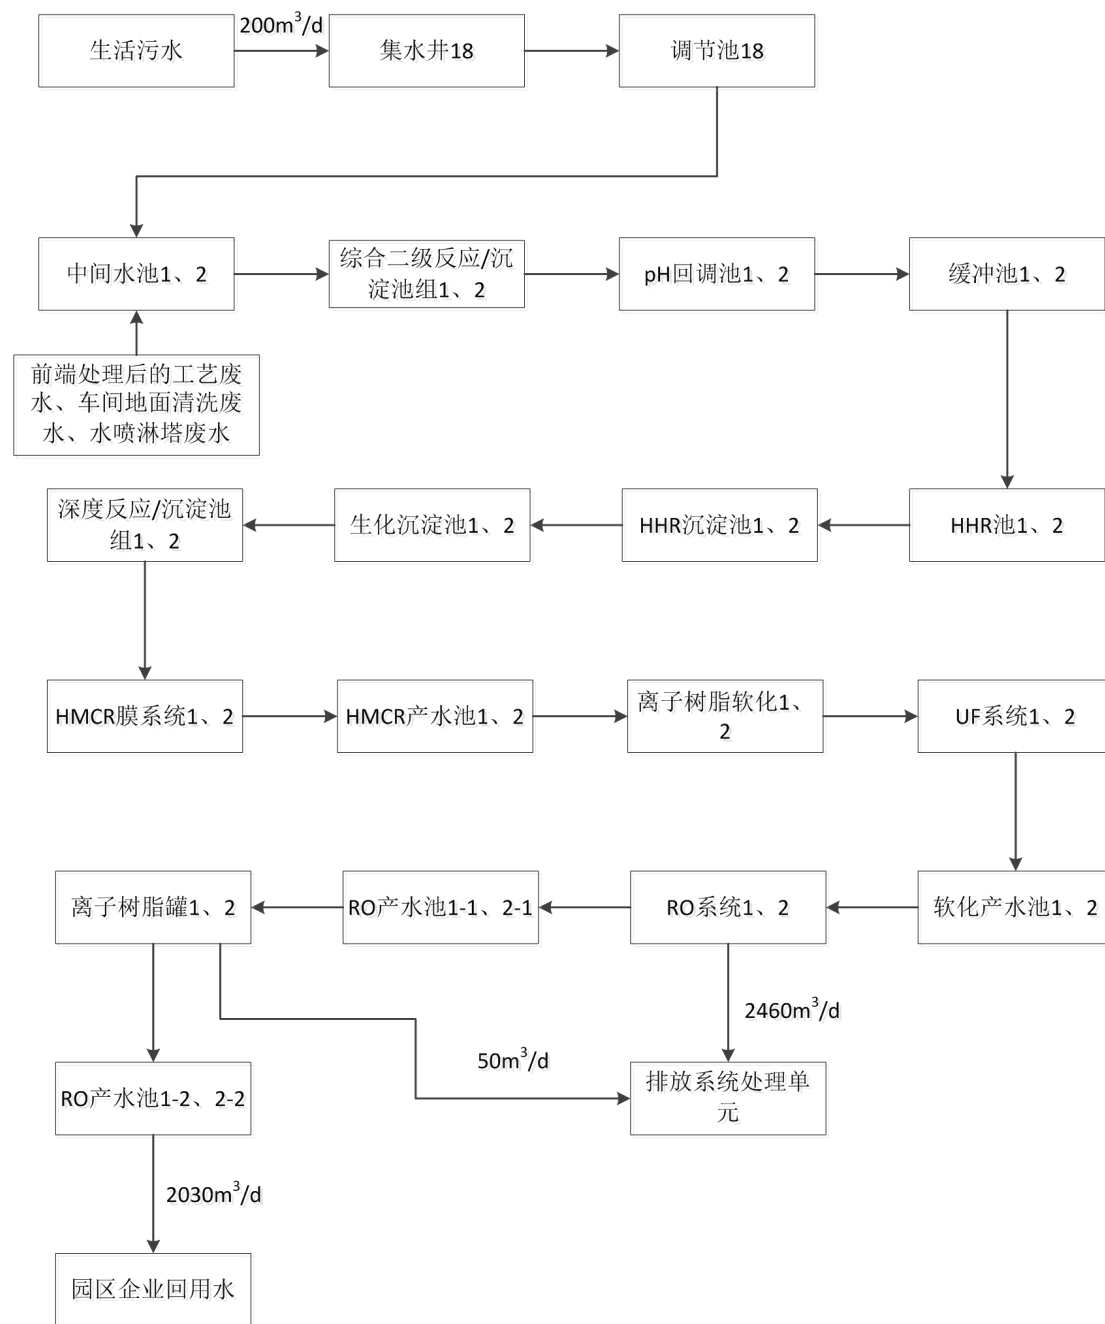 200m³/d
生活污水
集水井18
调节池18
中间水池1、2
综合二级反应/沉
淀池组1、2
pH回调池1、2
缓冲池1、2
前端处理后的工艺废
水、车间地面清洗废
水、水喷淋塔废水
深度反应/沉淀池
组1、2
生化沉淀池1、2
HHR沉淀池1、2
HHR池1、2
HMCR膜系统1、2
HMCR产水池1、2
离子树脂软化1、
2
UF系统1、2
离子树脂罐1、2
RO产水池1-1、2-1
RO系统1、2
软化产水池1、2
2460m³/d
50m³/d
RO产水池1-2、2-2
排放系统处理单
元
2030m³/d
园区企业回用水